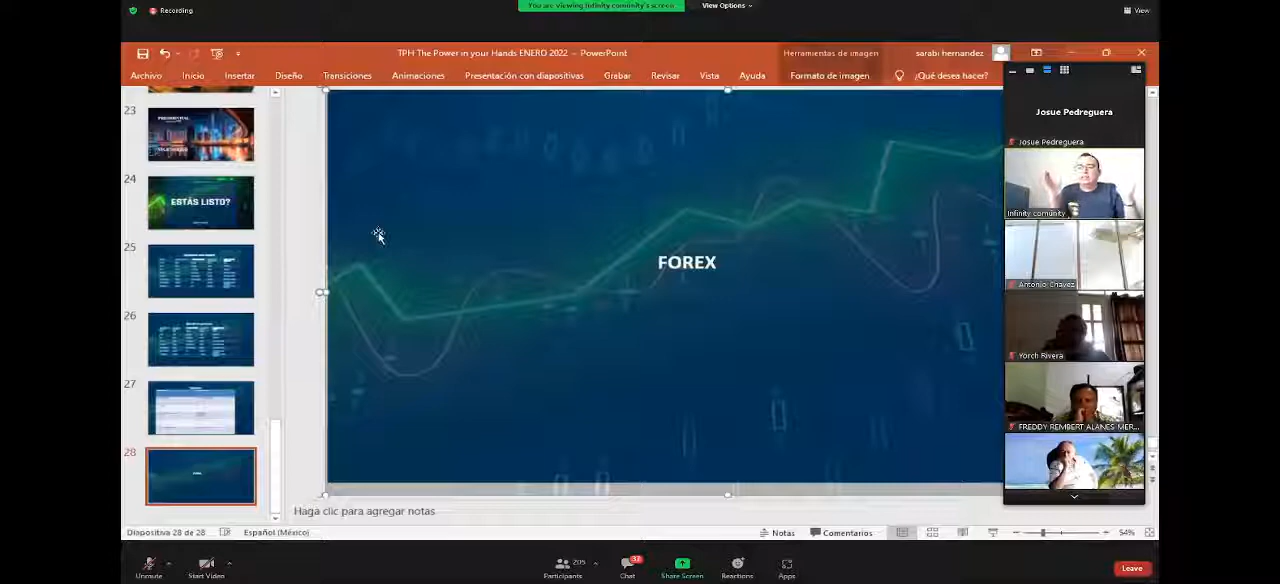 Recording
You are viewing Infinity comunity's screen
View Options
View
TPH The Power in your Hands ENERO 2022 – PowerPoint
Herramientas de imagen
sarabi hernandez
Archivo
Inicio
Insertar
Diseño
Transiciones
Animaciones
Presentación con diapositivas
Grabar
Revisar
Vista
Ayuda
Formato de imagen
¿Qué desea hacer?
23
24
ESTÁS LISTO?
25
26
27
28
FOREX
Josue Pedreguera
Josue Pedreguera
Infinity comunity
Antonio Chavez
Yorch Rivera
FREDDY REMBERT ALANES MER...
Haga clic para agregar notas
Diapositiva 28 de 28
Español (México)
Notas
Comentarios
54%
Unmute
Start Video
205
Participants
Chat
Share Screen
Reactions
Apps
Leave